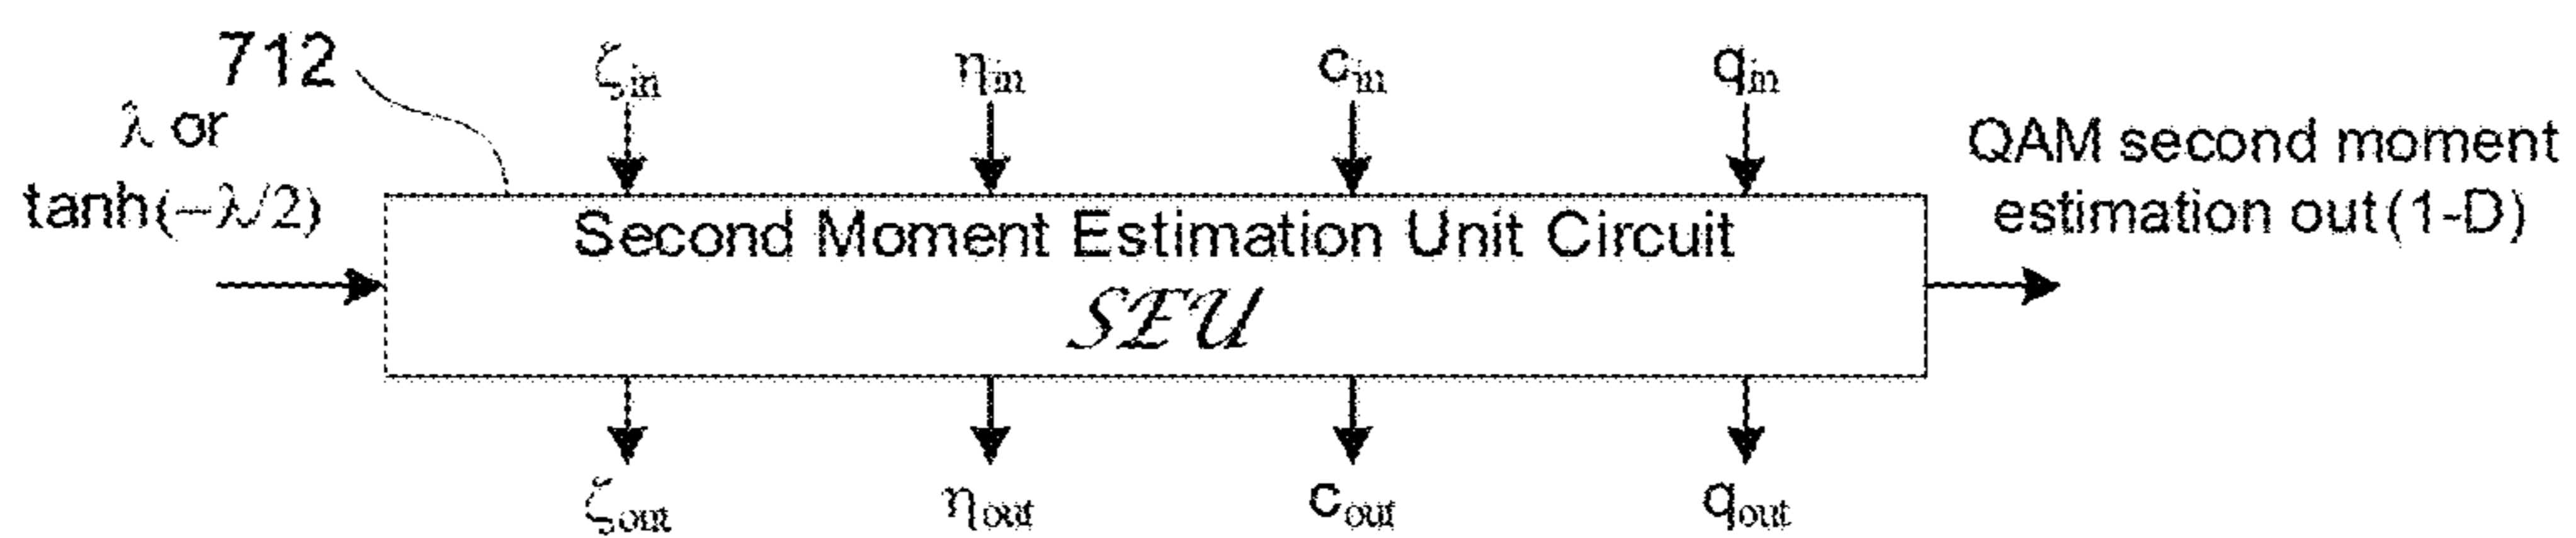 712
ζin ηin cin qin
λ or
tanh(−λ/2)
QAM second moment
estimation out(1-D)
Second Moment Estimation Unit Circuit
SEU
ζout ηout cout qout